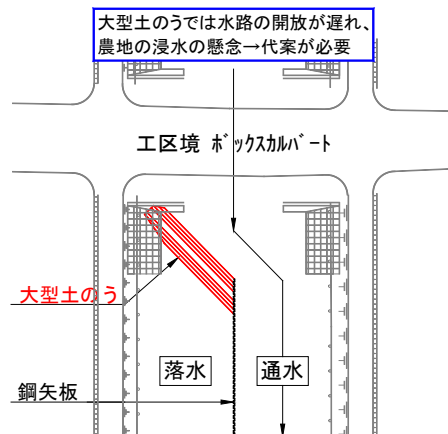 大型土のうでは水路の開放が遅れ、
農地の浸水の懸念→代案が必要
工区境 ﾎﾞｯｸｽｶﾙﾊﾞｰﾄ
大型土のう
落水
通水
鋼矢板